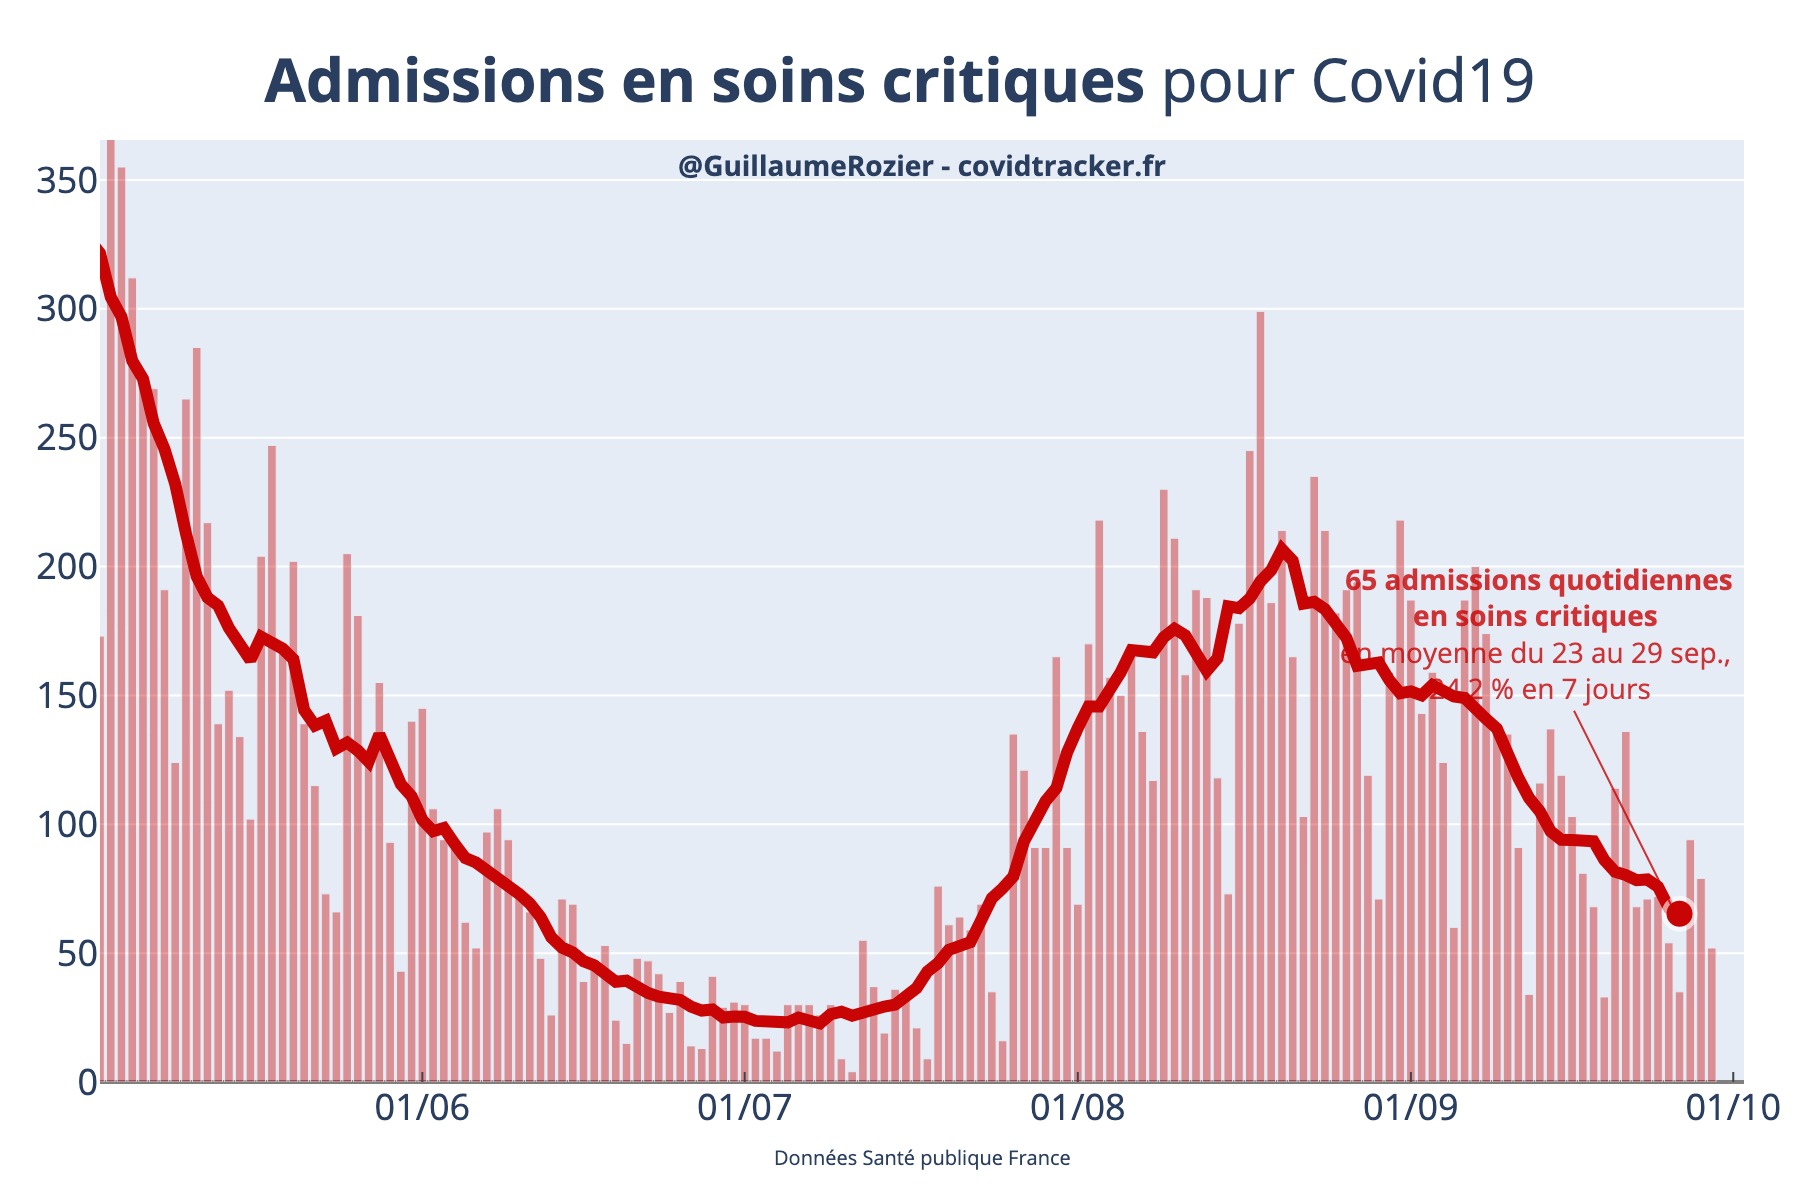 Admissions en soins critiques pour Covid19
@GuillaumeRozier - covidtracker.fr
350
300
250
200
150
100
50
0
65 admissions quotidiennes
en soins critiques
en moyenne du 23 au 29 sep.,
% en 7 jours
01/06
01/07
01/08
01/09
01/10
Données Santé publique France